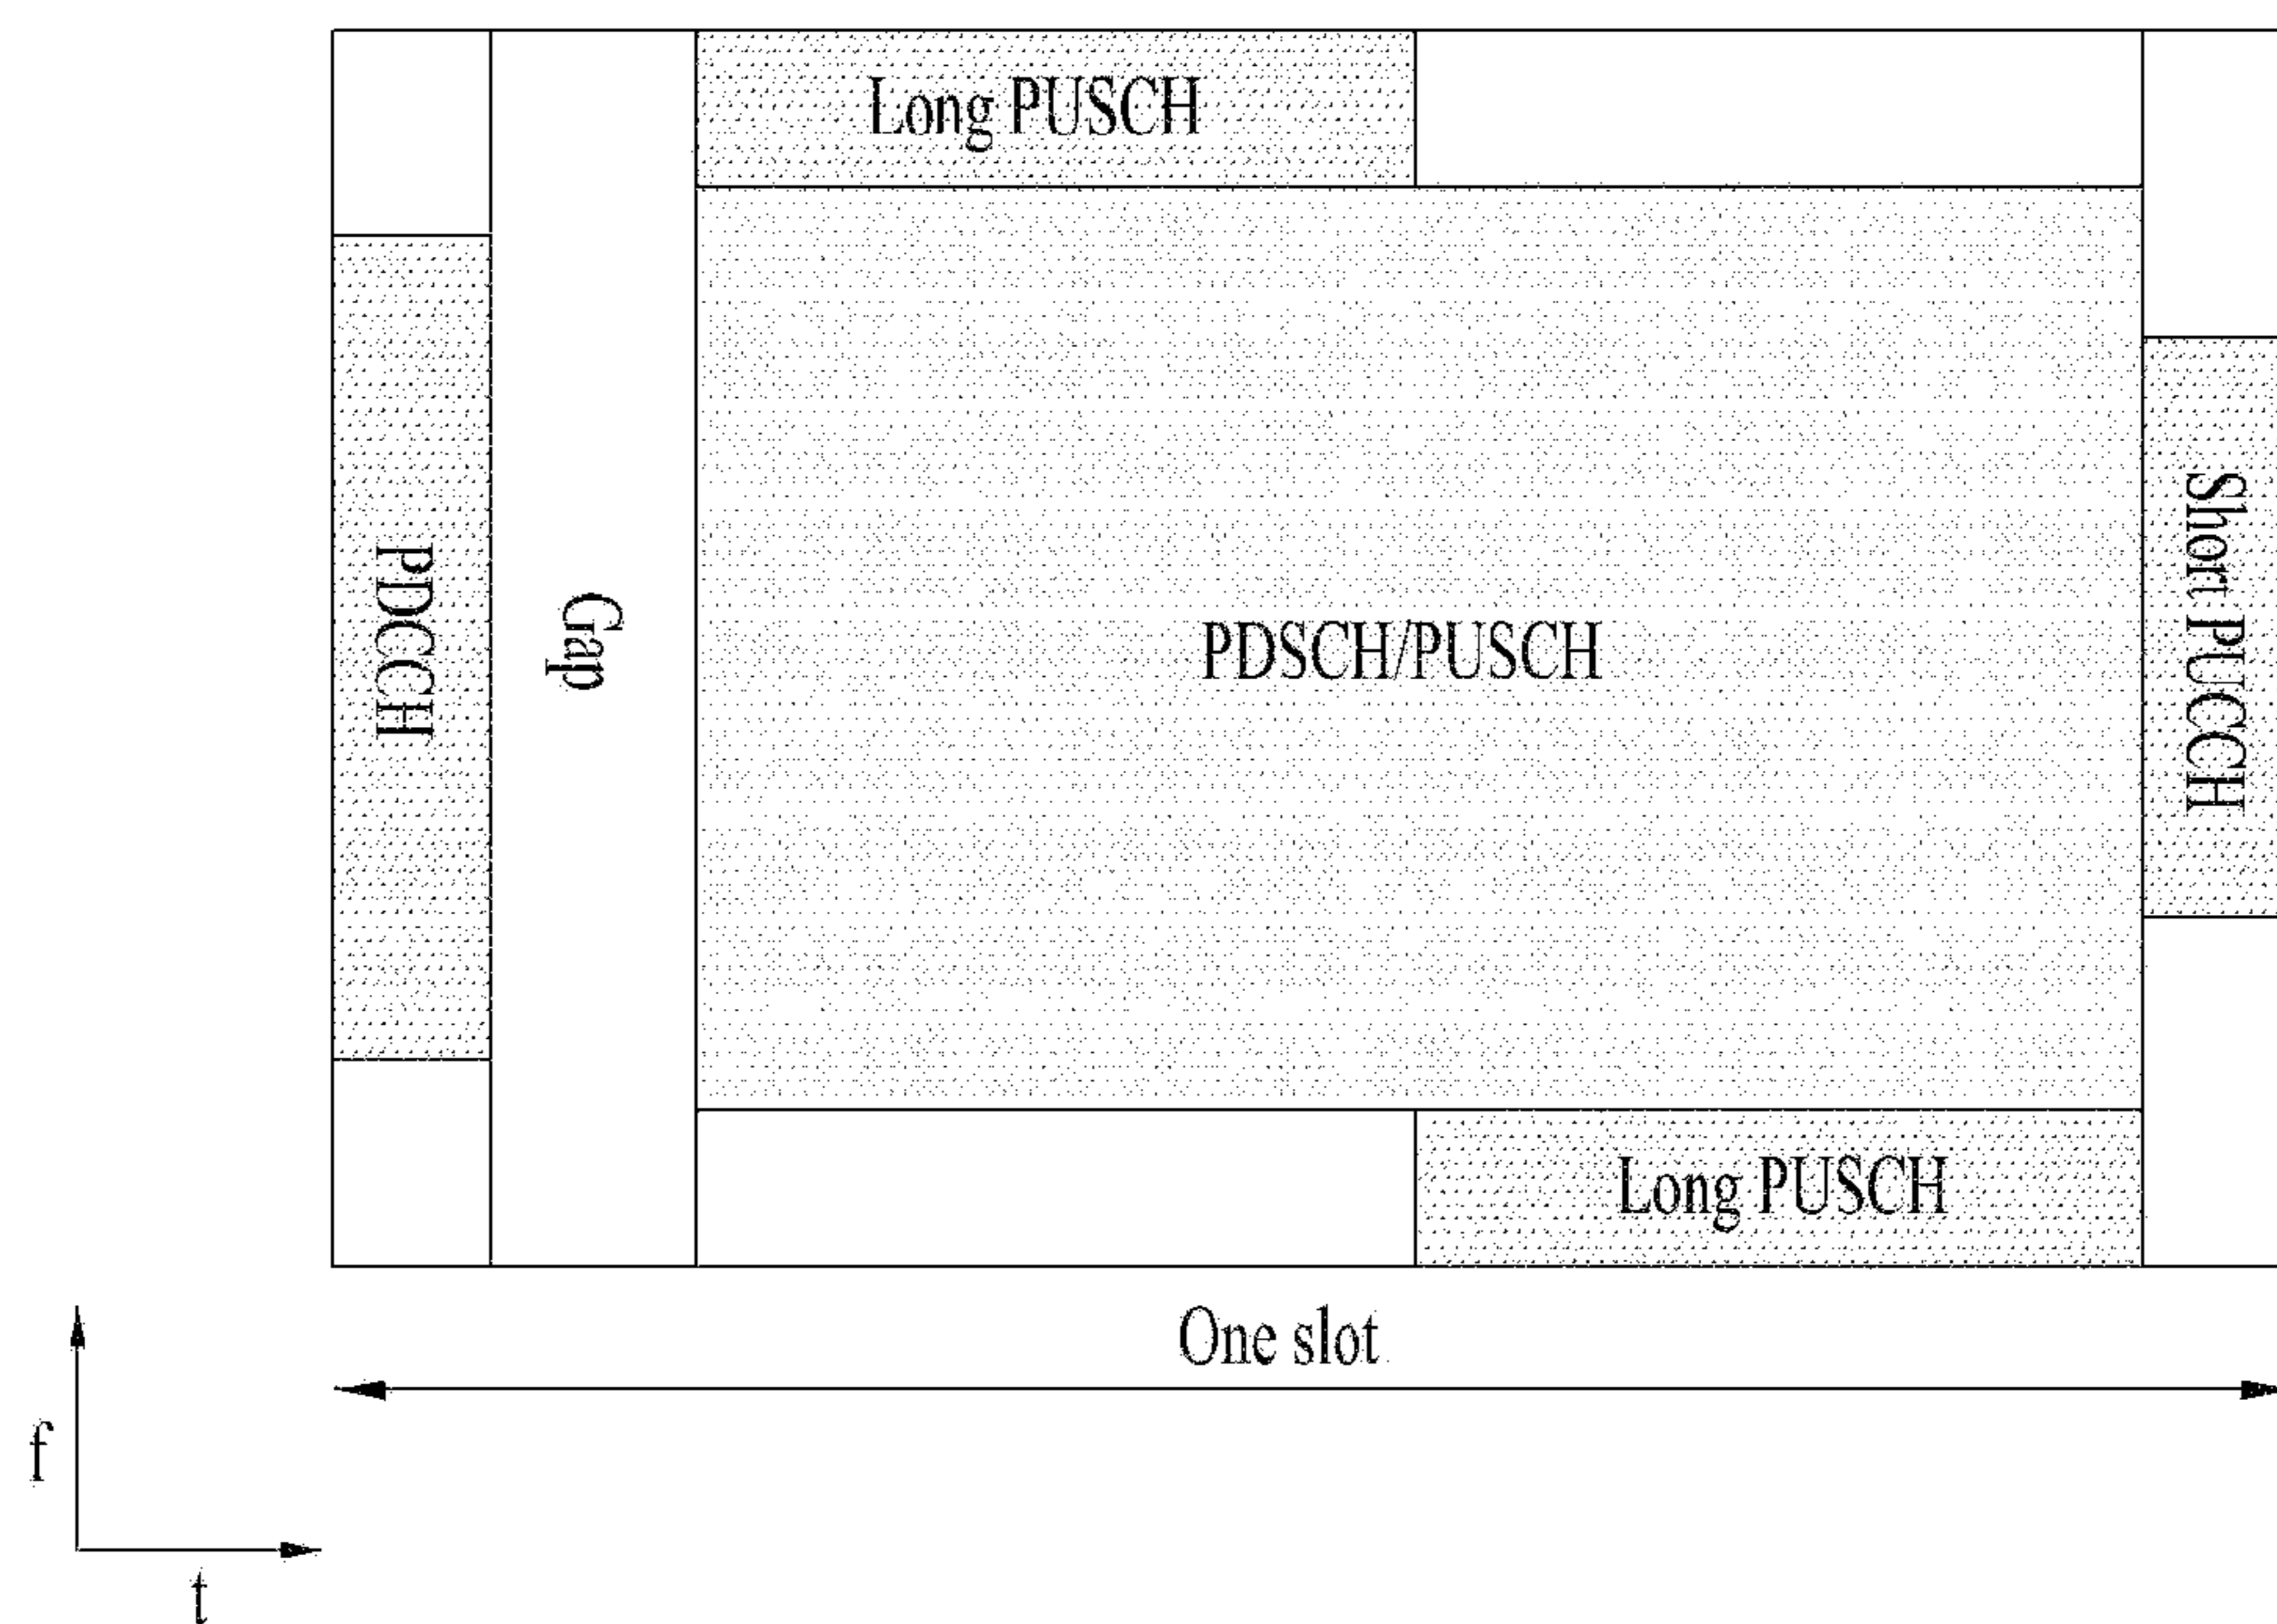 Long PUSCH
PDCCH
Gap
PDSCH/PUSCH
Short PUCCH
Long PUSCH
One slot
f
t